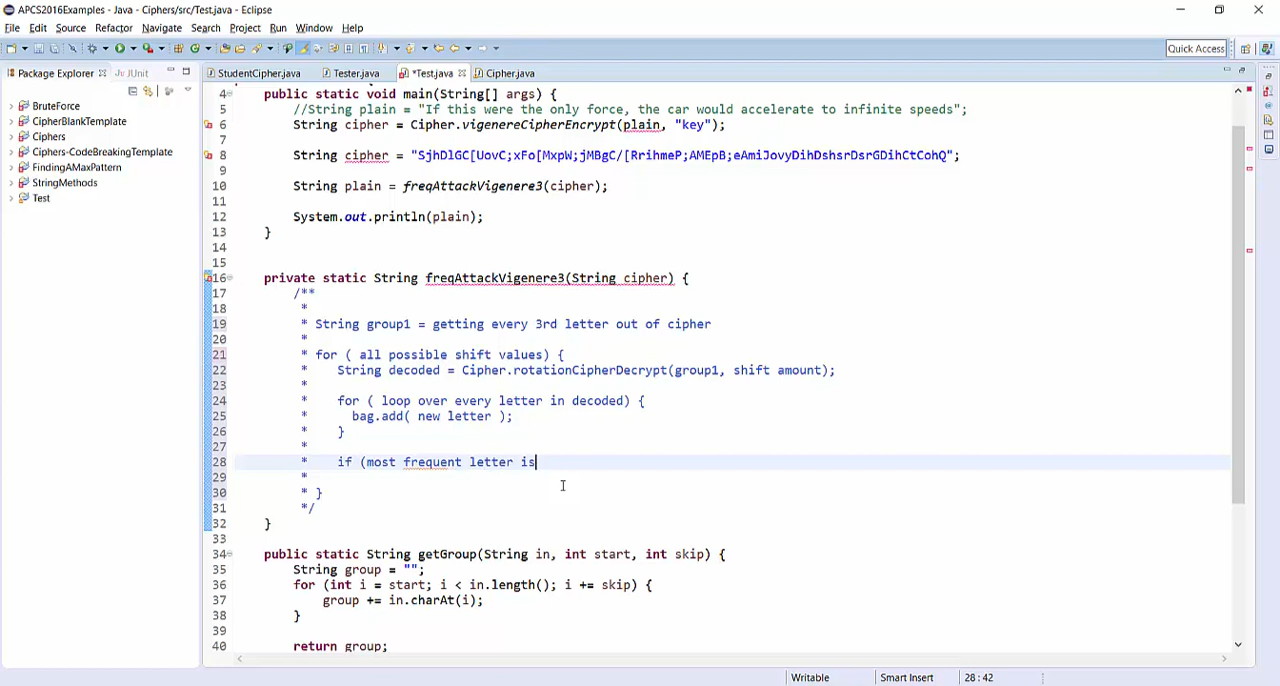 APCS2016Examples - Java - Ciphers/src/Test.java - Eclipse
File Edit Source Refactor Navigate Search Project Run Window Help
Quick Access
Package Explorer JUnit
StudentCipher.java Tester.java *Test.java Cipher.java
BruteForce
CipherBlankTemplate
Ciphers
Ciphers-CodeBreakingTemplate
FindingAMaxPattern
StringMethods
Test
4 public static void main(String[] args) {
5 //String plain = "If this were the only force, the car would accelerate to infinite speeds";
6 String cipher = Cipher.vigenereCipherEncrypt(plain, "key");
7
8 String cipher = "SjhDlGC[UovC;xFo[MxpW;jMBgC/[RrihmeP;AMEpB;eAmiJovyDihDshsrDsrGDihCtCohQ";
9
10 String plain = freqAttackVigenere3(cipher);
11
12 System.out.println(plain);
13 }
14
15
16 private static String freqAttackVigenere3(String cipher) {
17 /**
18 *
19 * String group1 = getting every 3rd letter out of cipher
20 *
21 * for ( all possible shift values) {
22 * String decoded = Cipher.rotationCipherDecrypt(group1, shift amount);
23 *
24 * for ( loop over every letter in decoded) {
25 * bag.add( new letter );
26 * }
27 *
28 * if (most frequent letter is
29 *
30 * }
31 */
32 }
33
34 public static String getGroup(String in, int start, int skip) {
35 String group = "";
36 for (int i = start; i < in.length(); i += skip) {
37 group += in.charAt(i);
38 }
39
40 return group;
Writable Smart Insert 28 : 42